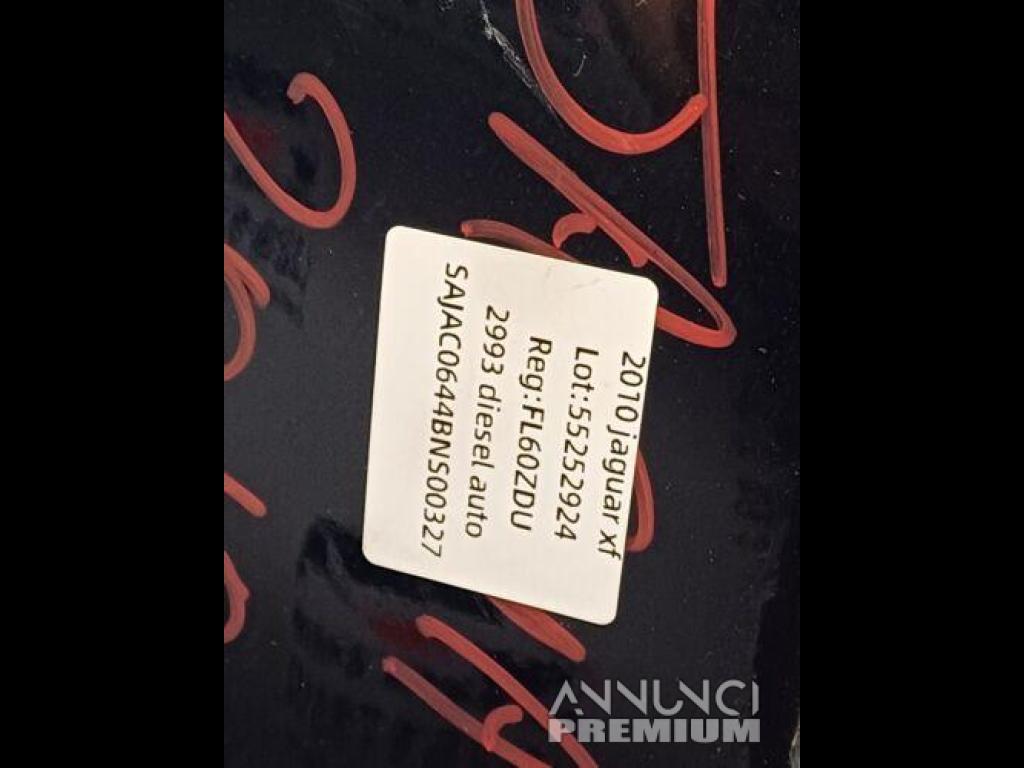 2010 jaguar xf
Lot:55252924
Reg:FL60ZDU
2993 diesel auto
SAJAC0644BNS00327
ANNUNCI
PREMIUM